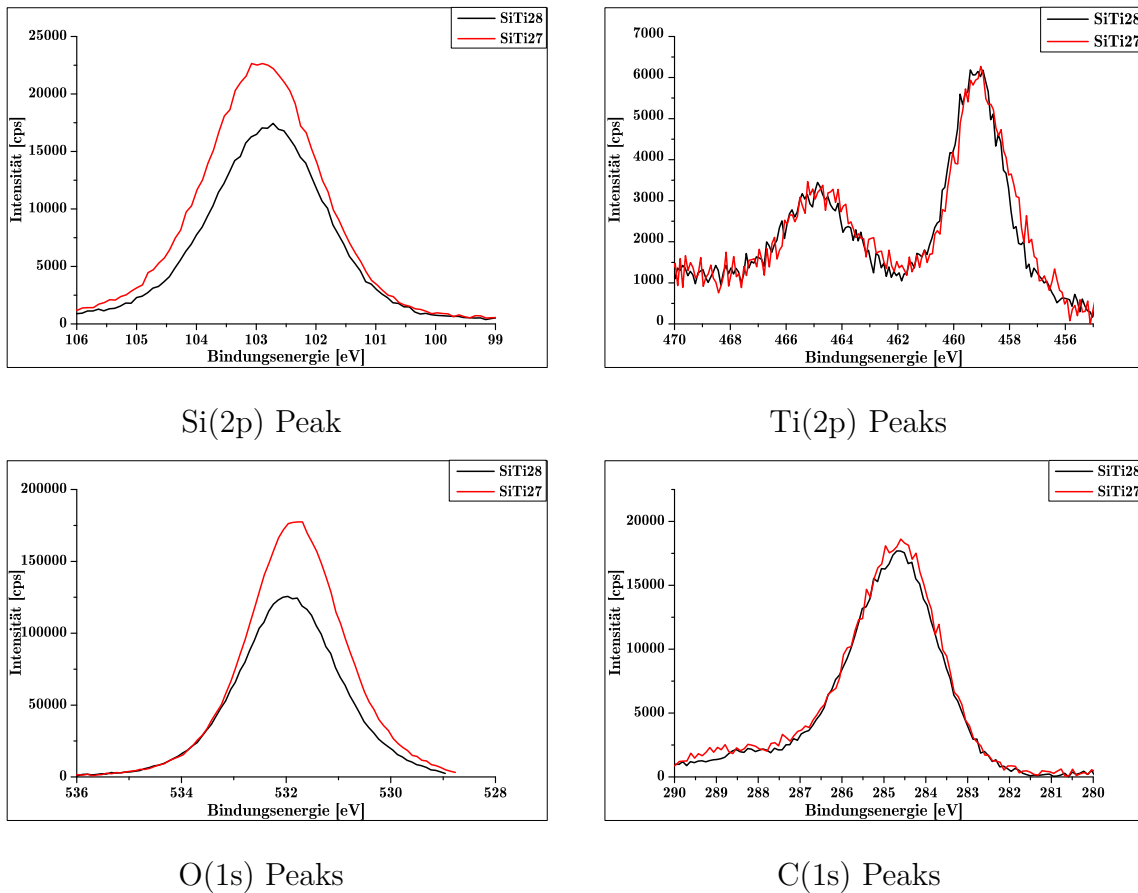 SiTi28
SiTi27
25000
20000
15000
10000
5000
0
Intensität [cps]
106 105 104 103 102 101 100 99
Bindungsenergie [eV]
Si(2p) Peak
SiTi28
SiTi27
7000
6000
5000
4000
3000
2000
1000
0
Intensität [cps]
470 468 466 464 462 460 458 456
Bindungsenergie [eV]
Ti(2p) Peaks
SiTi28
SiTi27
200000
150000
100000
50000
0
Intensität [cps]
536 534 532 530 528
Bindungsenergie [eV]
O(1s) Peaks
SiTi28
SiTi27
20000
15000
10000
5000
0
Intensität [cps]
290 289 288 287 286 285 284 283 282 281 280
Bindungsenergie [eV]
C(1s) Peaks